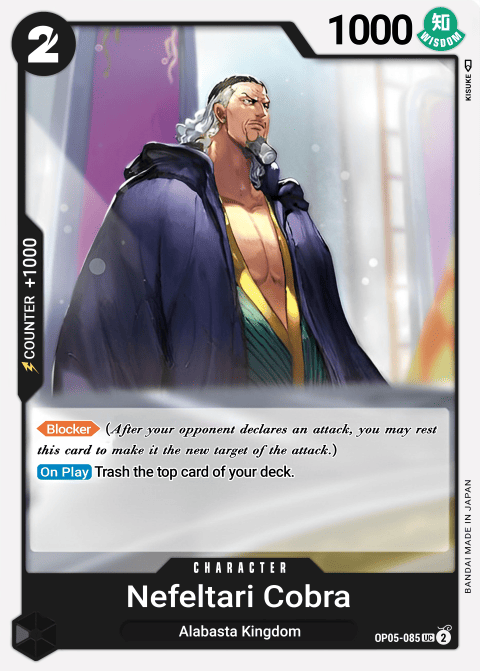 2
1000
知
WISDOM
KISUKE
COUNTER +1000
Blocker (After your opponent declares an attack, you may rest
this card to make it the new target of the attack.)
On Play Trash the top card of your deck.
BANDAI MADE IN JAPAN
CHARACTER
Nefeltari Cobra
Alabasta Kingdom
OP05-085 UC 2